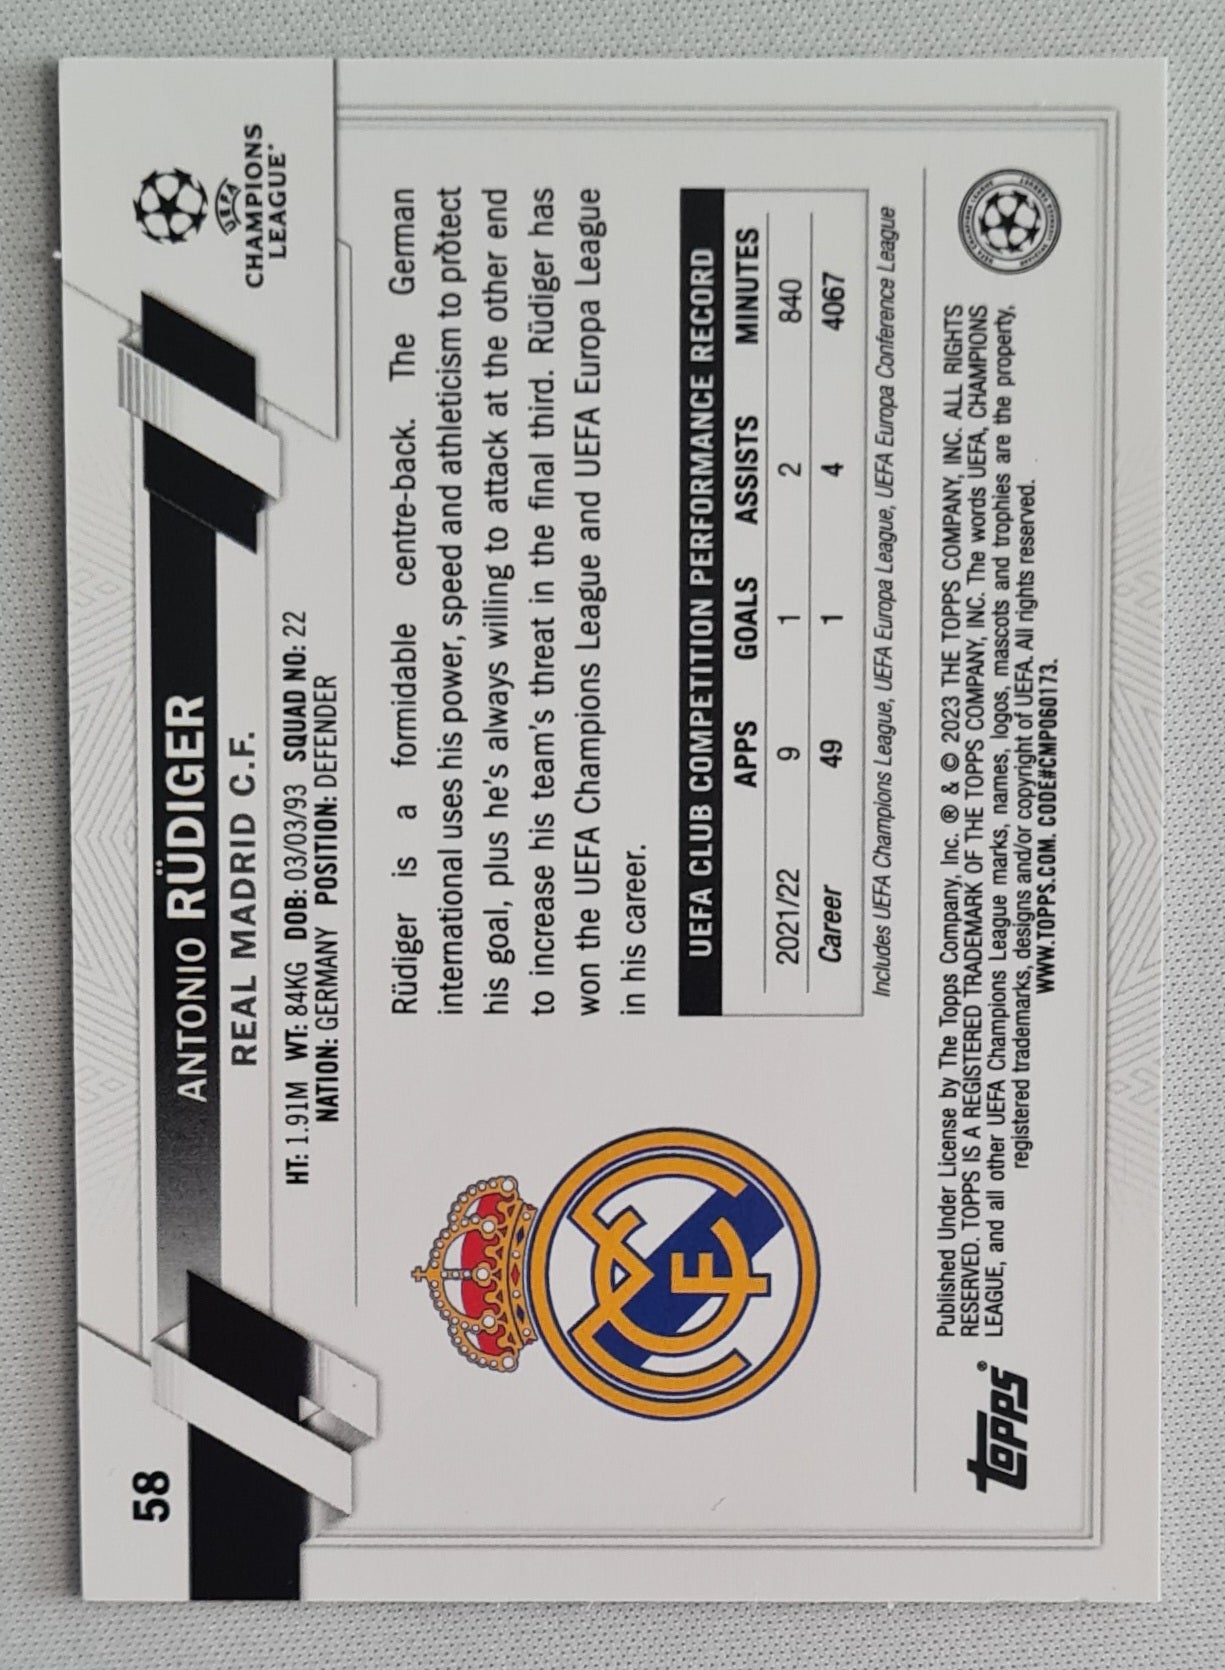 58
ANTONIO RÜDIGER
REAL MADRID C.F.
UEFA
CHAMPIONS
LEAGUE
HT: 1.91M WT: 84KG DOB: 03/03/93 SQUAD NO: 22
NATION: GERMANY POSITION: DEFENDER
Rüdiger is a formidable centre-back. The German
international uses his power, speed and athleticism to protect
his goal, plus he's always willing to attack at the other end
to increase his team's threat in the final third. Rüdiger has
won the UEFA Champions League and UEFA Europa League
in his career.
UEFA CLUB COMPETITION PERFORMANCE RECORD
APPS GOALS ASSISTS MINUTES
2021/22 9 1 2 840
Career 49 1 4 4067
Includes UEFA Champions League, UEFA Europa League, UEFA Europa Conference League
Topps®
Published Under License by The Topps Company, Inc. ® & © 2023 THE TOPPS COMPANY, INC. ALL RIGHTS
RESERVED. TOPPS IS A REGISTERED TRADEMARK OF THE TOPPS COMPANY, INC. The words UEFA, CHAMPIONS
LEAGUE, and all other UEFA Champions League marks, names, logos, mascots and trophies are the property,
registered trademarks, designs and/or copyright of UEFA. All rights reserved.
WWW.TOPPS.COM. CODE#CMP060173.